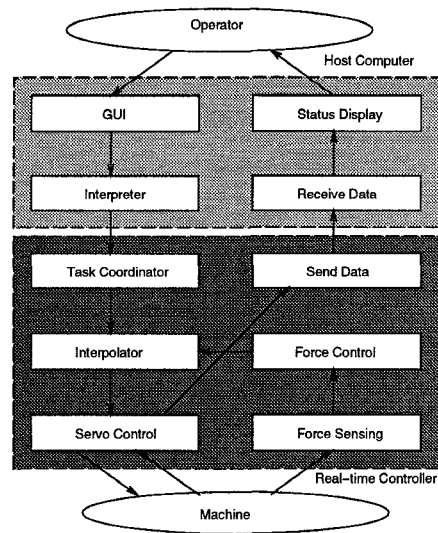 Operator
Host Computer
GUI
Status Display
Interpreter
Receive Data
Task Coordinator
Send Data
Interpolator
Force Control
Servo Control
Force Sensing
Real-time Controller
Machine